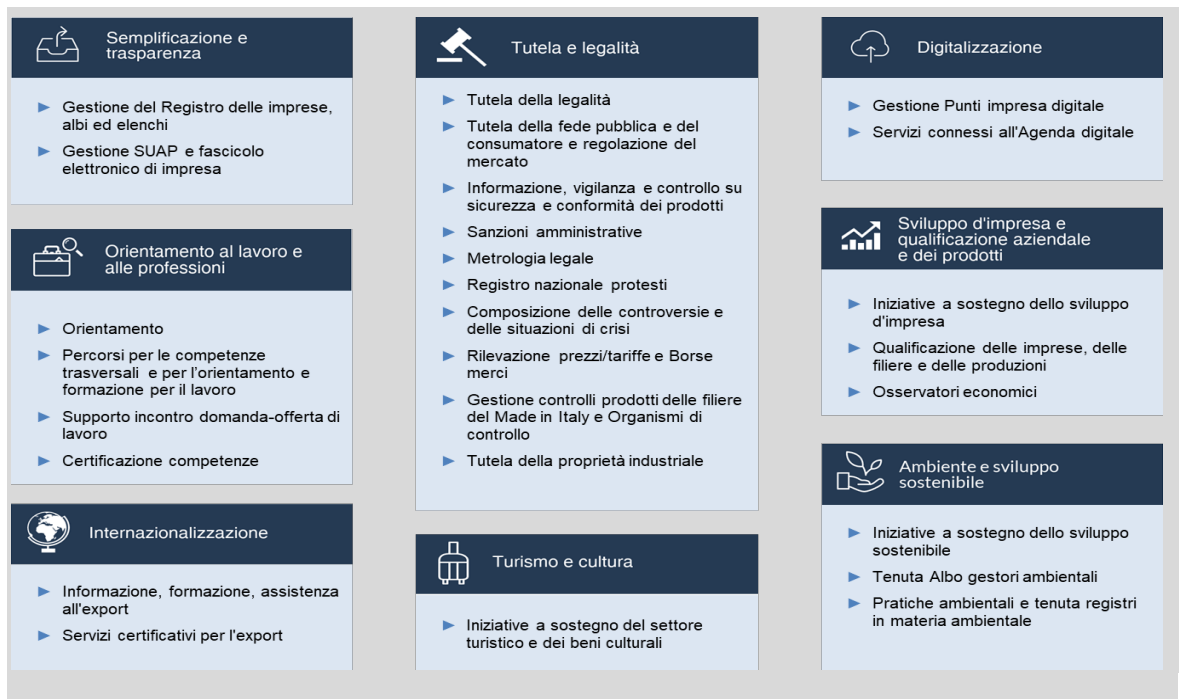 Semplificazione e
trasparenza
Gestione del Registro delle imprese,
albi ed elenchi
Gestione SUAP e fascicolo
elettronico di impresa
Orientamento al lavoro e
alle professioni
Orientamento
Percorsi per le competenze
trasversali e per l'orientamento e
formazione per il lavoro
Supporto incontro domanda-offerta di
lavoro
Certificazione competenze
Internazionalizzazione
Informazione, formazione, assistenza
all'export
Servizi certificativi per l'export
Tutela e legalità
Tutela della legalità
Tutela della fede pubblica e del
consumatore e regolazione del
mercato
Informazione, vigilanza e controllo su
sicurezza e conformità dei prodotti
Sanzioni amministrative
Metrologia legale
Registro nazionale protesti
Composizione delle controversie e
delle situazioni di crisi
Rilevazione prezzi/tariffe e Borse
merci
Gestione controlli prodotti delle filiere
del Made in Italy e Organismi di
controllo
Tutela della proprietà industriale
Turismo e cultura
Iniziative a sostegno del settore
turistico e dei beni culturali
Digitalizzazione
Gestione Punti impresa digitale
Servizi connessi all'Agenda digitale
Sviluppo d'impresa e
qualificazione aziendale
e dei prodotti
Iniziative a sostegno dello sviluppo
d'impresa
Qualificazione delle imprese, delle
filiere e delle produzioni
Osservatori economici
Ambiente e sviluppo
sostenibile
Iniziative a sostegno dello sviluppo
sostenibile
Tenuta Albo gestori ambientali
Pratiche ambientali e tenuta registri
in materia ambientale